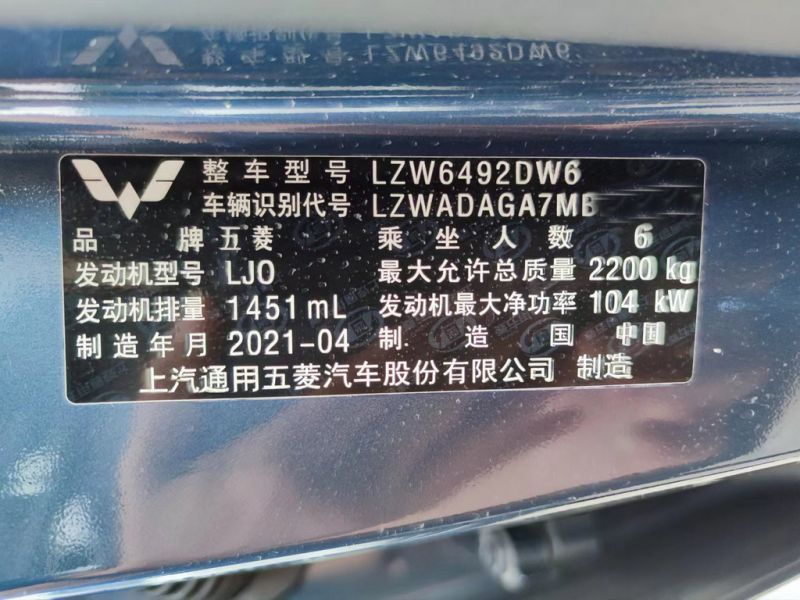 整车型号 LZW6492DW6
车辆识别代号 LZWADAGA7MB
品牌 五菱 乘坐人数 6
发动机型号 LJO 最大允许总质量 2200 kg
发动机排量 1451 mL 发动机最大净功率 104 kW
制造年月 2021-04 制造国 中国
上汽通用五菱汽车股份有限公司 制造